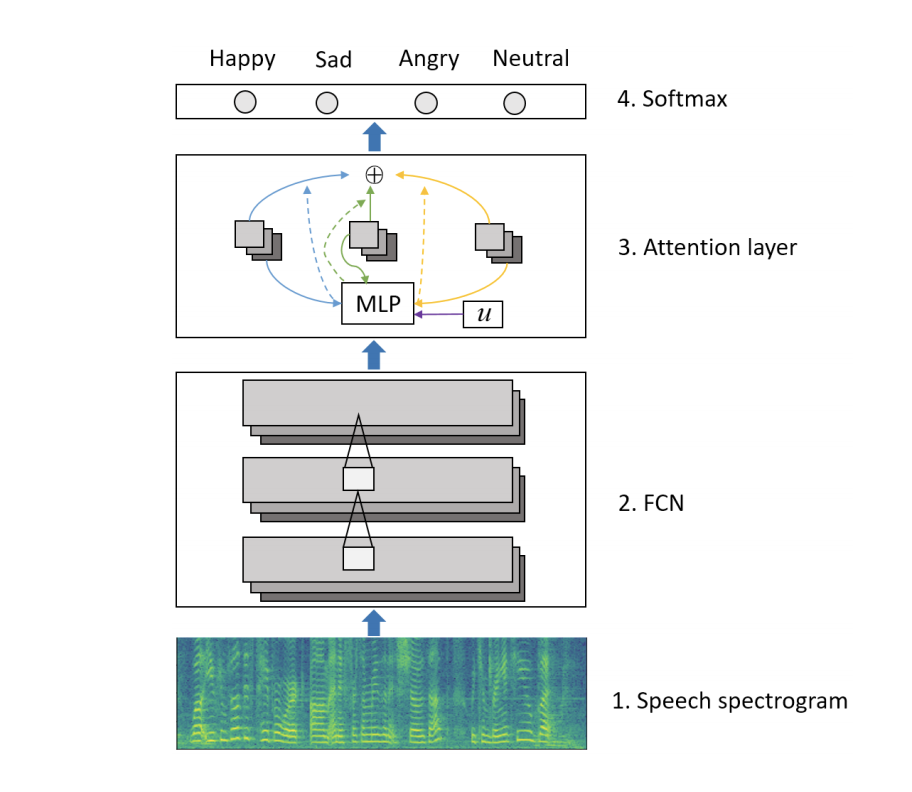 Happy Sad Angry Neutral
4. Softmax
3. Attention layer
MLP
u
2. FCN
1. Speech spectrogram